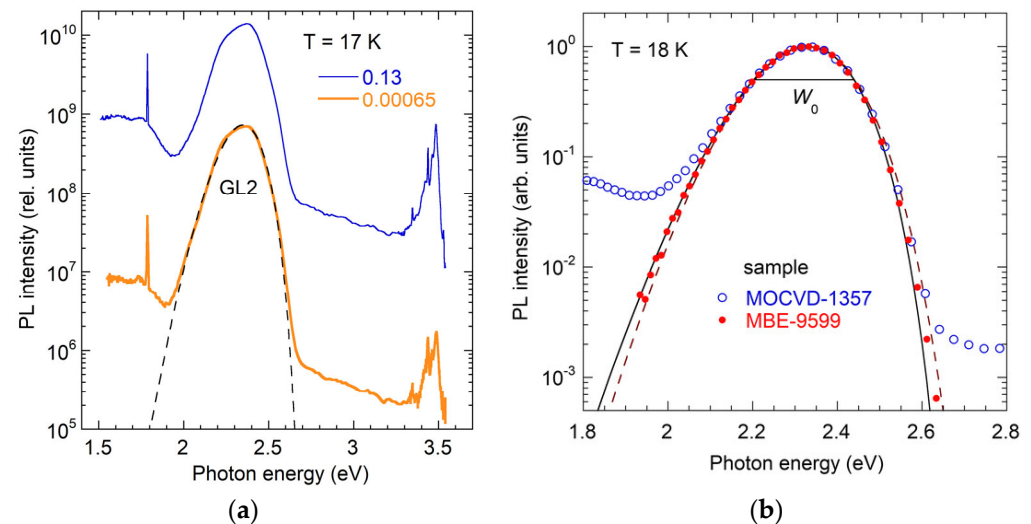 T = 17 K
0.13
0.00065
GL2
PL intensity (rel. units)
10^10
10^9
10^8
10^7
10^6
10^5
1.5 2 2.5 3 3.5
Photon energy (eV)
(a)
T = 18 K
W0
sample
MOCVD-1357
MBE-9599
PL intensity (arb. units)
10^0
10^-1
10^-2
10^-3
1.8 2 2.2 2.4 2.6 2.8
Photon energy (eV)
(b)